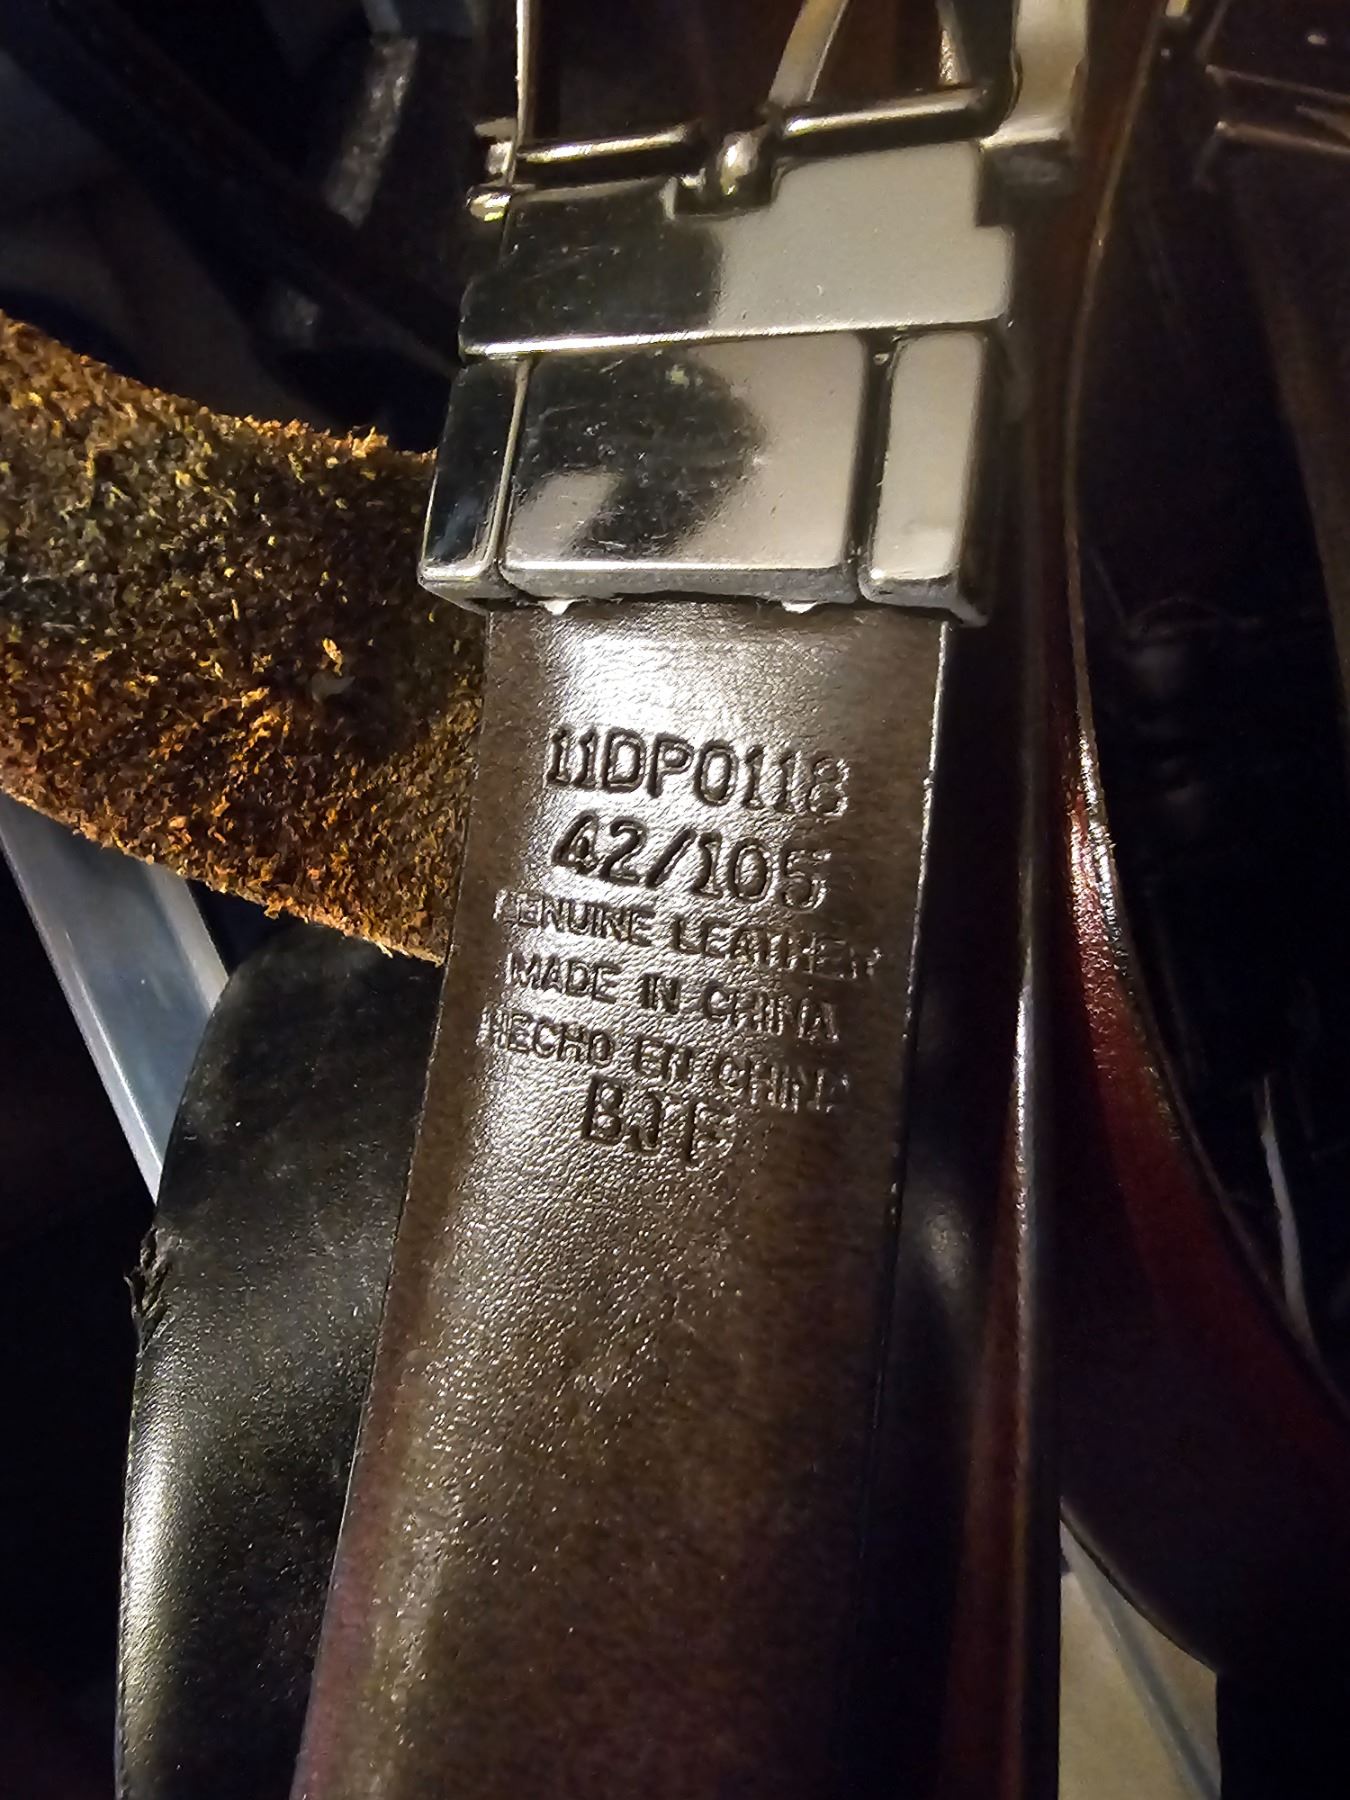 11DP0118
42/105
GENUINE LEATHER
MADE IN CHINA
HECHO EN CHINA
BJF